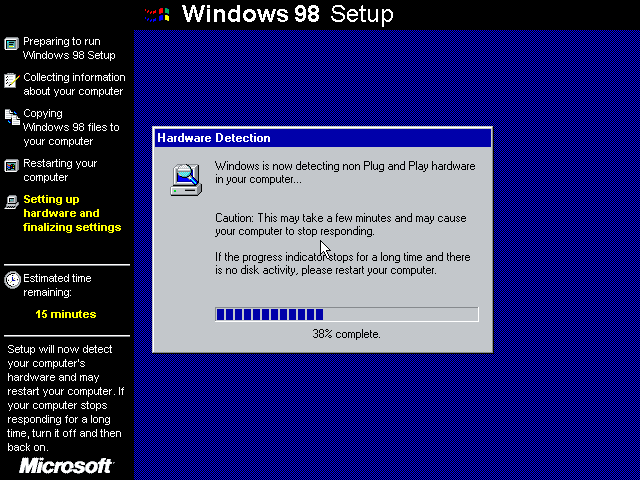 Windows 98 Setup
Preparing to run
Windows 98 Setup
Collecting information
about your computer
Copying
Windows 98 files to
your computer
Restarting your
computer
Setting up
hardware and
finalizing settings
Estimated time
remaining:
15 minutes
Setup will now detect
your computer's
hardware and may
restart your computer. If
your computer stops
responding for a long
time, turn it off and then
back on.
Microsoft
Hardware Detection
Windows is now detecting non Plug and Play hardware
in your computer...
Caution: This may take a few minutes and may cause
your computer to stop responding.
If the progress indicator stops for a long time and there
is no disk activity, please restart your computer.
38% complete.